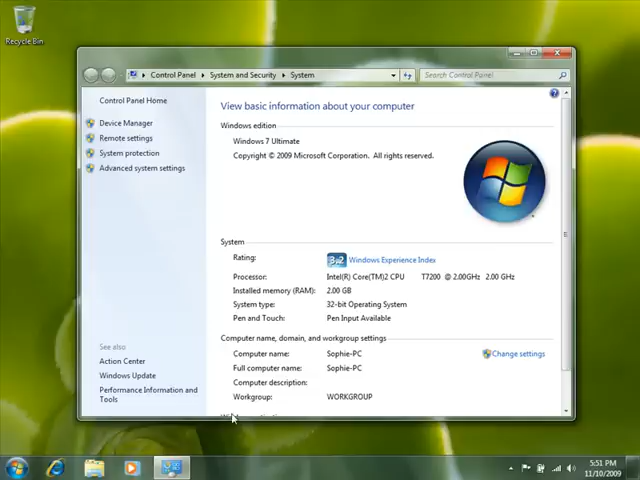 Recycle Bin
Control Panel
System and Security
System
Search Control Panel
Control Panel Home
Device Manager
Remote settings
System protection
Advanced system settings
See also
Action Center
Windows Update
Performance Information and
Tools
View basic information about your computer
Windows edition
Windows 7 Ultimate
Copyright © 2009 Microsoft Corporation. All rights reserved.
System
Rating: 3.2 Windows Experience Index
Processor: Intel(R) Core(TM)2 CPU T7200 @ 2.00GHz 2.00 GHz
Installed memory (RAM): 2.00 GB
System type: 32-bit Operating System
Pen and Touch: Pen Input Available
Computer name, domain, and workgroup settings
Computer name: Sophie-PC Change settings
Full computer name: Sophie-PC
Computer description:
Workgroup: WORKGROUP
5:51 PM
11/10/2009